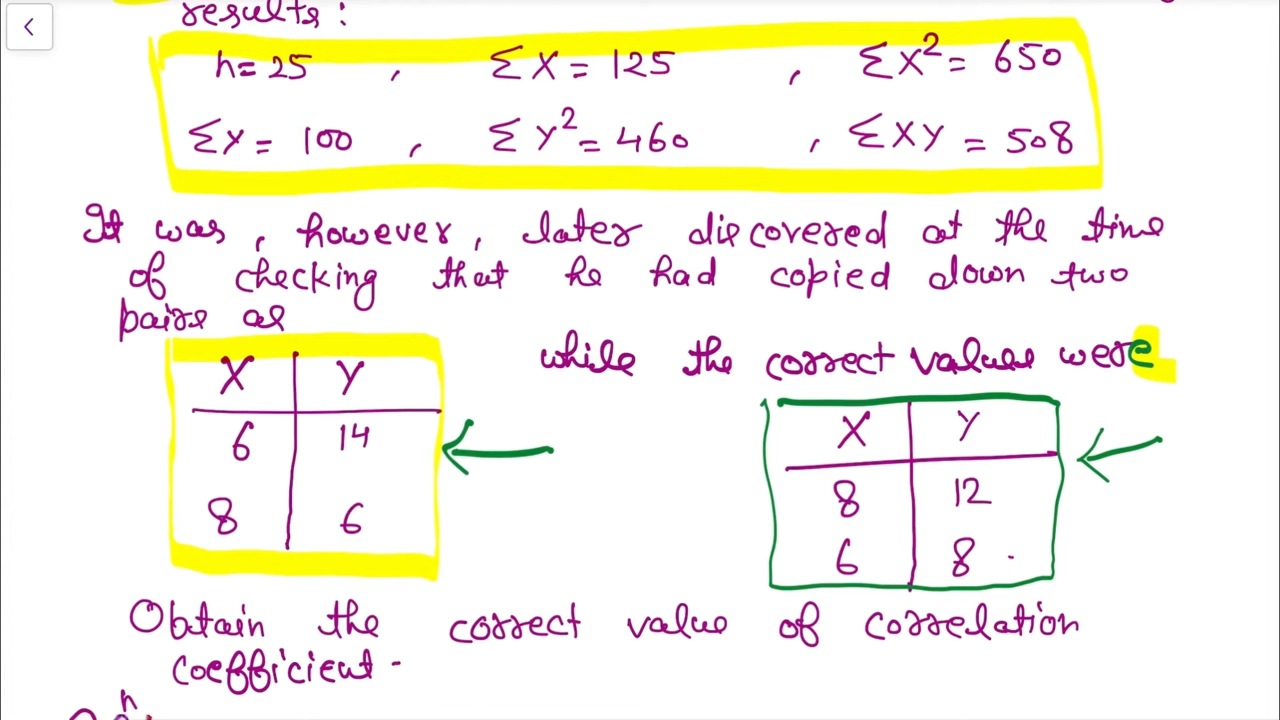 results :
n= 25 , ΣX = 125 , ΣX² = 650
ΣY = 100 , ΣY² = 460 , ΣXY = 508
It was, however, later discovered at the time
of checking that he had copied down two
pairs as
while the correct values were
X Y
6 14
8 6
X Y
8 12
6 8
Obtain the correct value of correlation
coefficient.